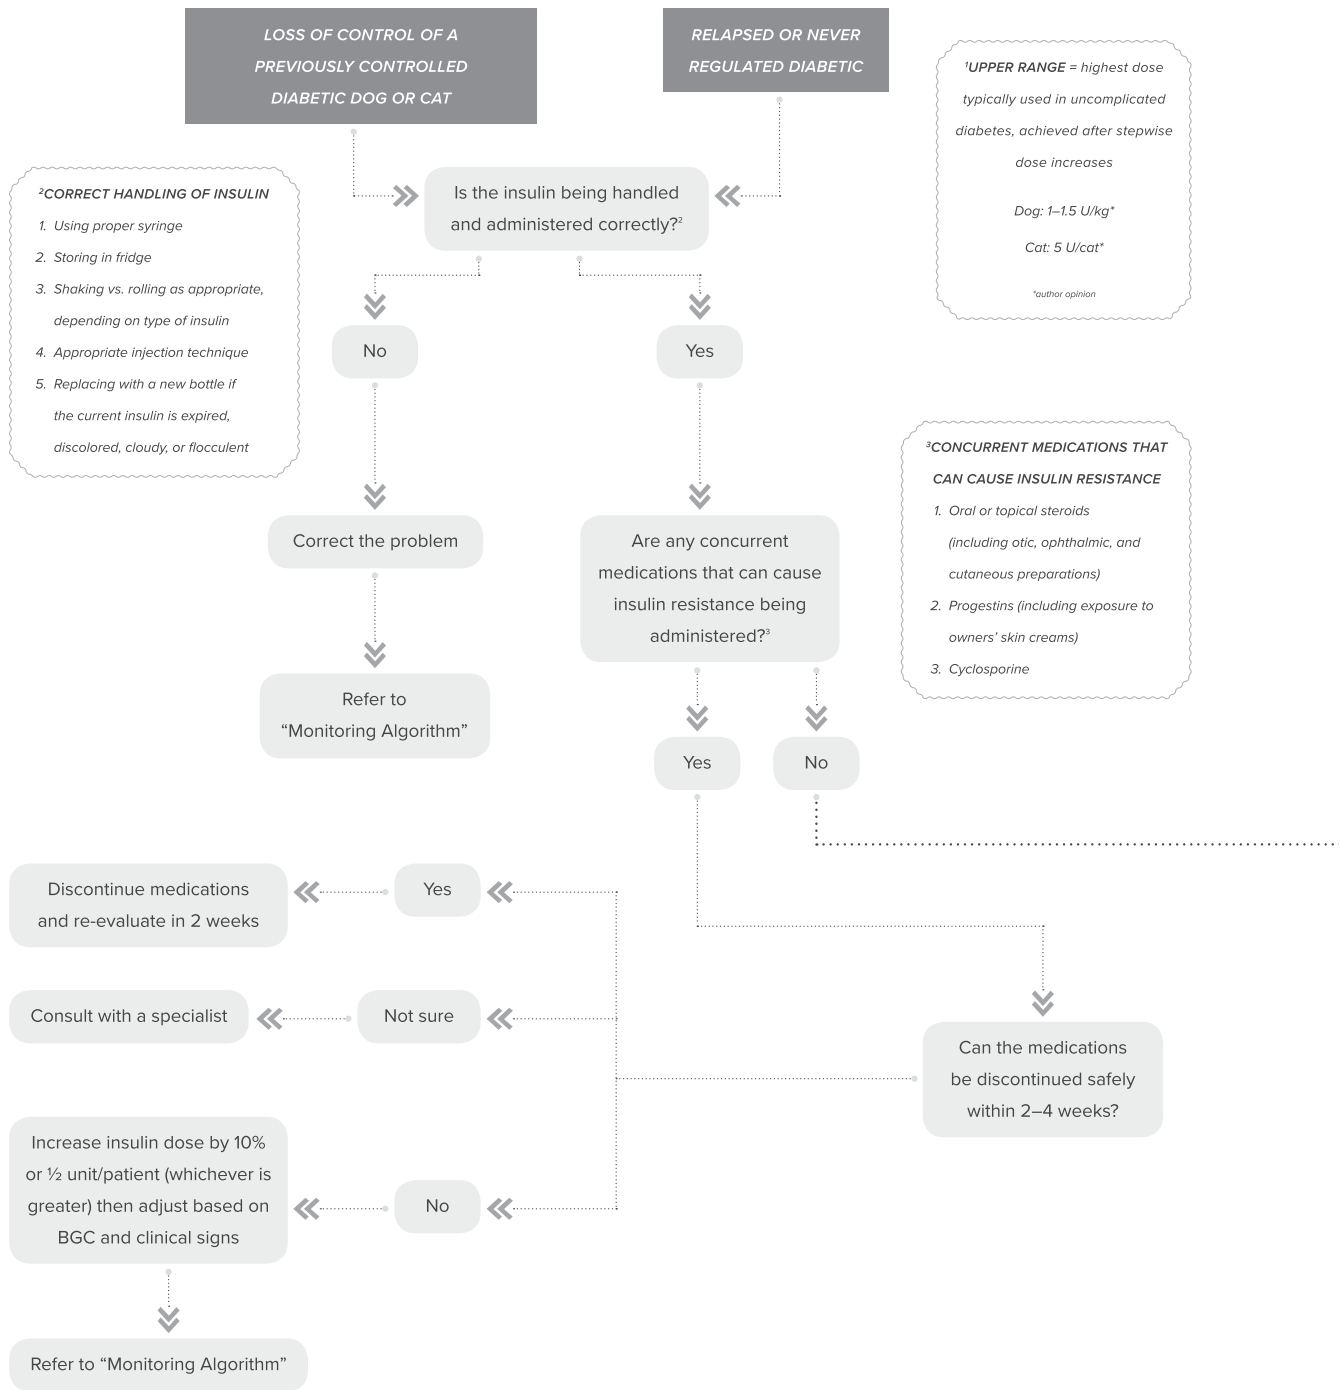 LOSS OF CONTROL OF A
PREVIOUSLY CONTROLLED
DIABETIC DOG OR CAT
RELAPSED OR NEVER
REGULATED DIABETIC
¹UPPER RANGE = highest dose
typically used in uncomplicated
diabetes, achieved after stepwise
dose increases
Dog: 1–1.5 U/kg*
Cat: 5 U/cat*
*author opinion
²CORRECT HANDLING OF INSULIN
1. Using proper syringe
2. Storing in fridge
3. Shaking vs. rolling as appropriate,
depending on type of insulin
4. Appropriate injection technique
5. Replacing with a new bottle if
the current insulin is expired,
discolored, cloudy, or flocculent
Is the insulin being handled
and administered correctly?²
No
Yes
Correct the problem
Refer to
“Monitoring Algorithm”
Are any concurrent
medications that can cause
insulin resistance being
administered?³
³CONCURRENT MEDICATIONS THAT
CAN CAUSE INSULIN RESISTANCE
1. Oral or topical steroids
(including otic, ophthalmic, and
cutaneous preparations)
2. Progestins (including exposure to
owners’ skin creams)
3. Cyclosporine
Yes
No
Can the medications
be discontinued safely
within 2–4 weeks?
Yes
Discontinue medications
and re-evaluate in 2 weeks
Not sure
Consult with a specialist
No
Increase insulin dose by 10%
or ½ unit/patient (whichever is
greater) then adjust based on
BGC and clinical signs
Refer to “Monitoring Algorithm”